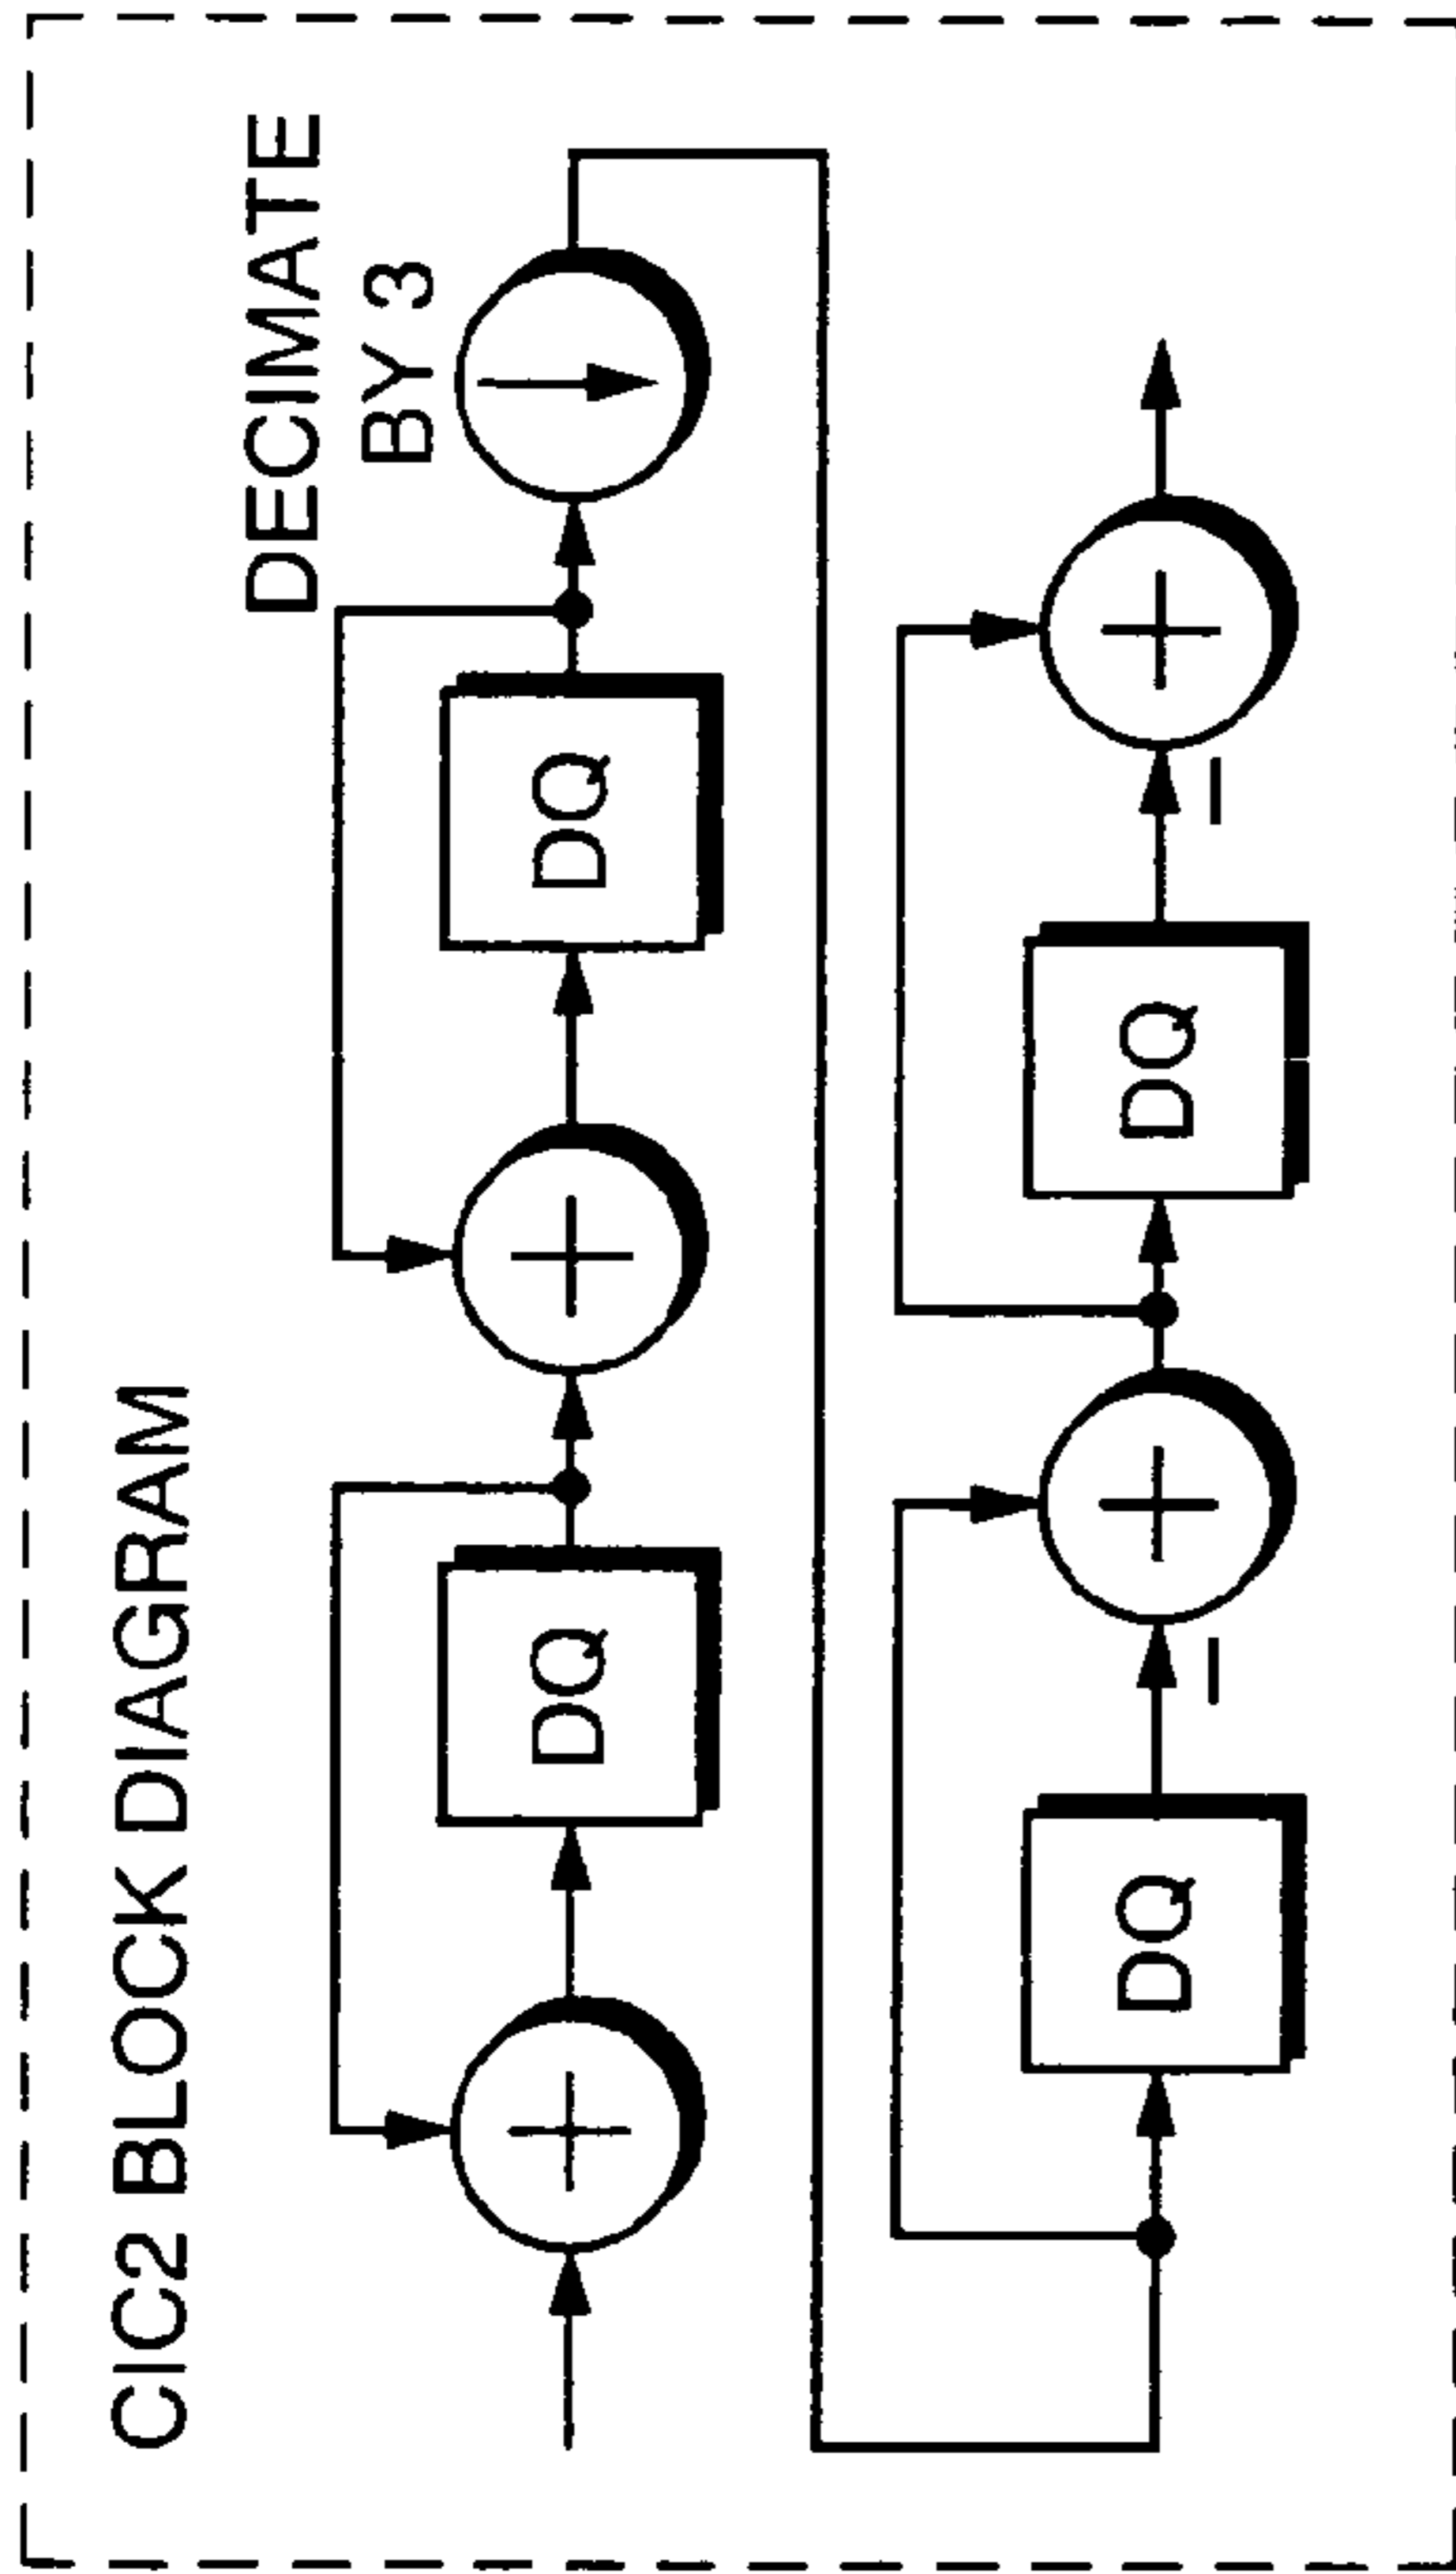 CIC2 BLOCK DIAGRAM
DECIMATE
BY 3
+
DQ
+
DQ
DQ
–
+
DQ
–
+